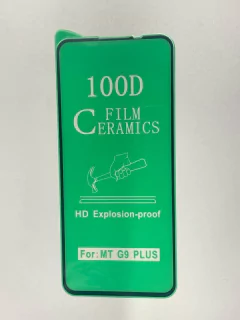 100D
FILM
CERAMICS
HD Explosion-proof
For:MT G9 PLUS